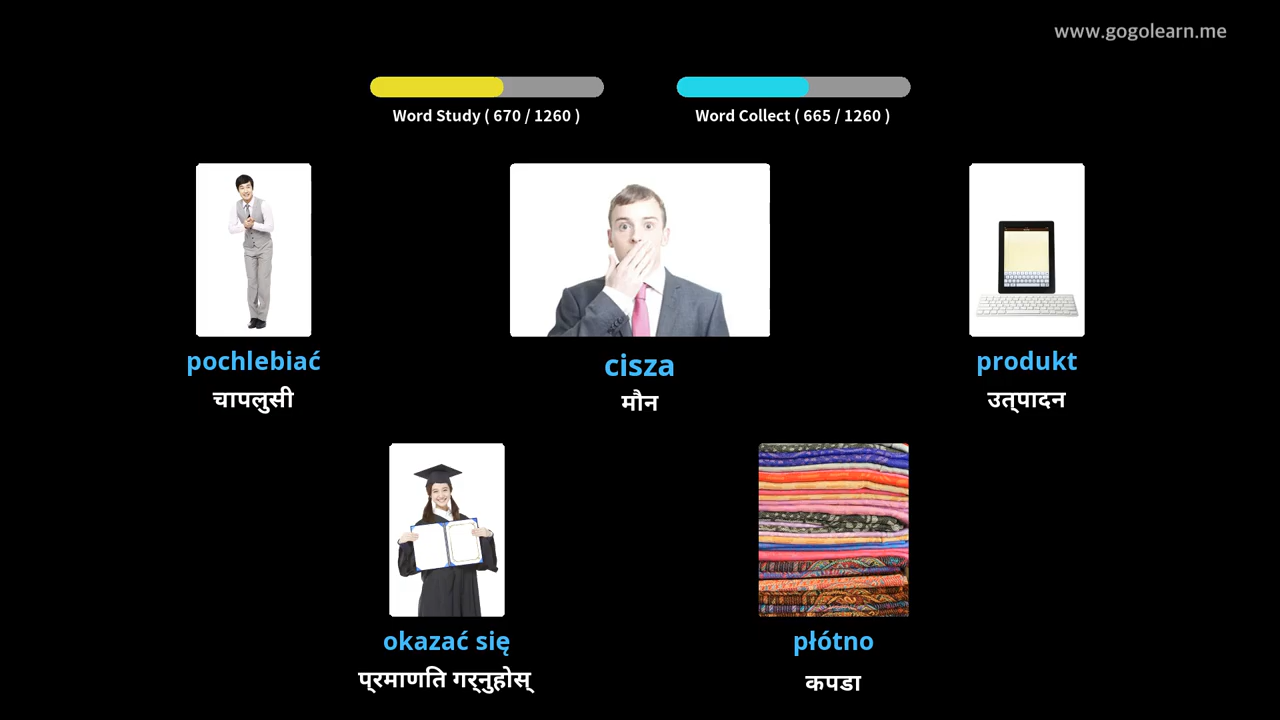 www.gogolearn.me
Word Study ( 670 / 1260 )
Word Collect ( 665 / 1260 )
pochlebiać
cisza
produkt
चापलुसी
मौन
उत्पादन
okazać się
płótno
प्रमाणति गर्नुहोस्
कपडा